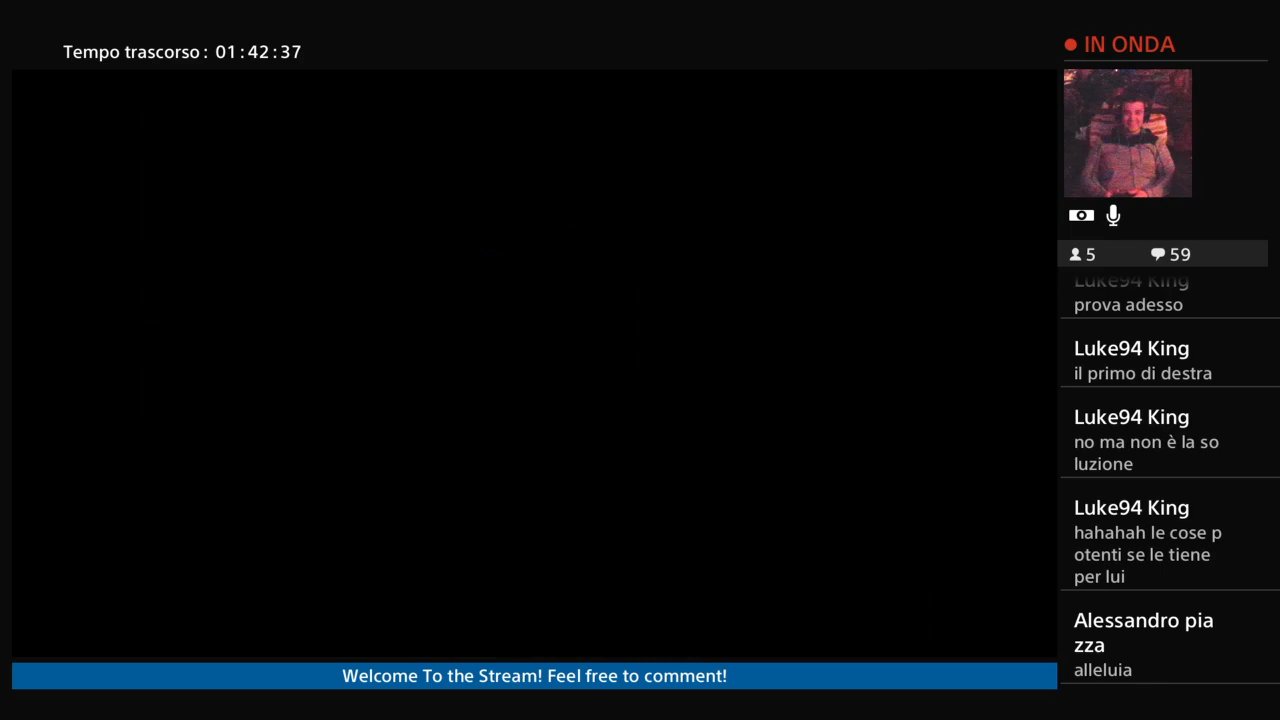 Tempo trascorso: 01:42:37
IN ONDA
5 59
Luke94 King
prova adesso
Luke94 King
il primo di destra
Luke94 King
no ma non è la so
luzione
Luke94 King
hahahah le cose p
otenti se le tiene
per lui
Alessandro pia
zza
alleluia
Welcome To the Stream! Feel free to comment!